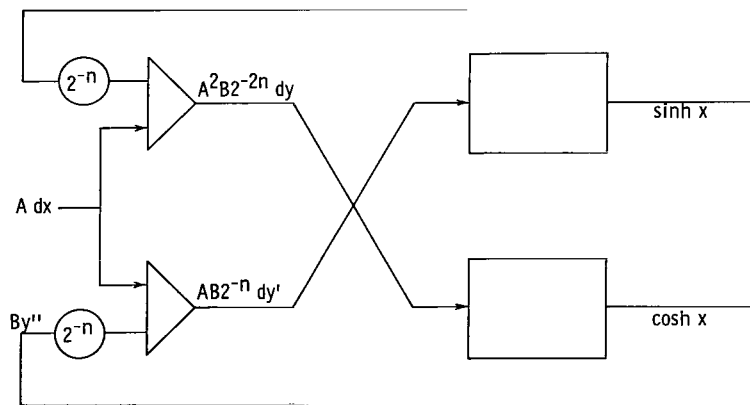 2⁻ⁿ
A²B2⁻²ⁿ dy
sinh x
A dx
AB2⁻ⁿ dy'
By"
2⁻ⁿ
cosh x